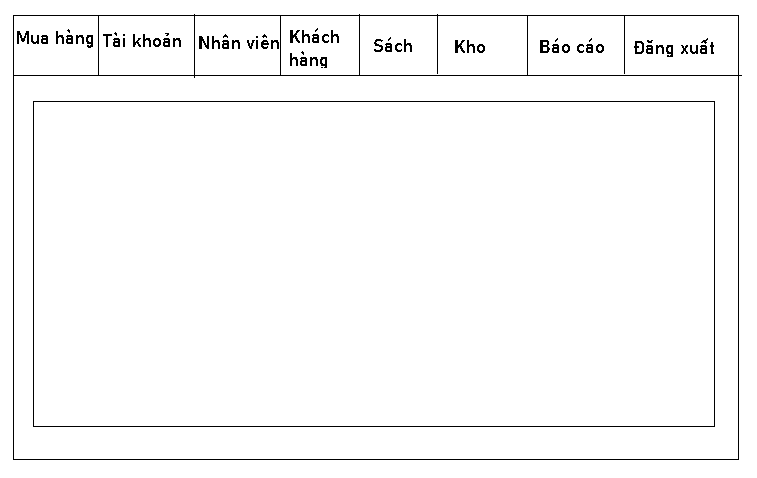 Mua hàng
Tài khoản
Nhân viên
Khách
hàng
Sách
Kho
Báo cáo
Đăng xuất